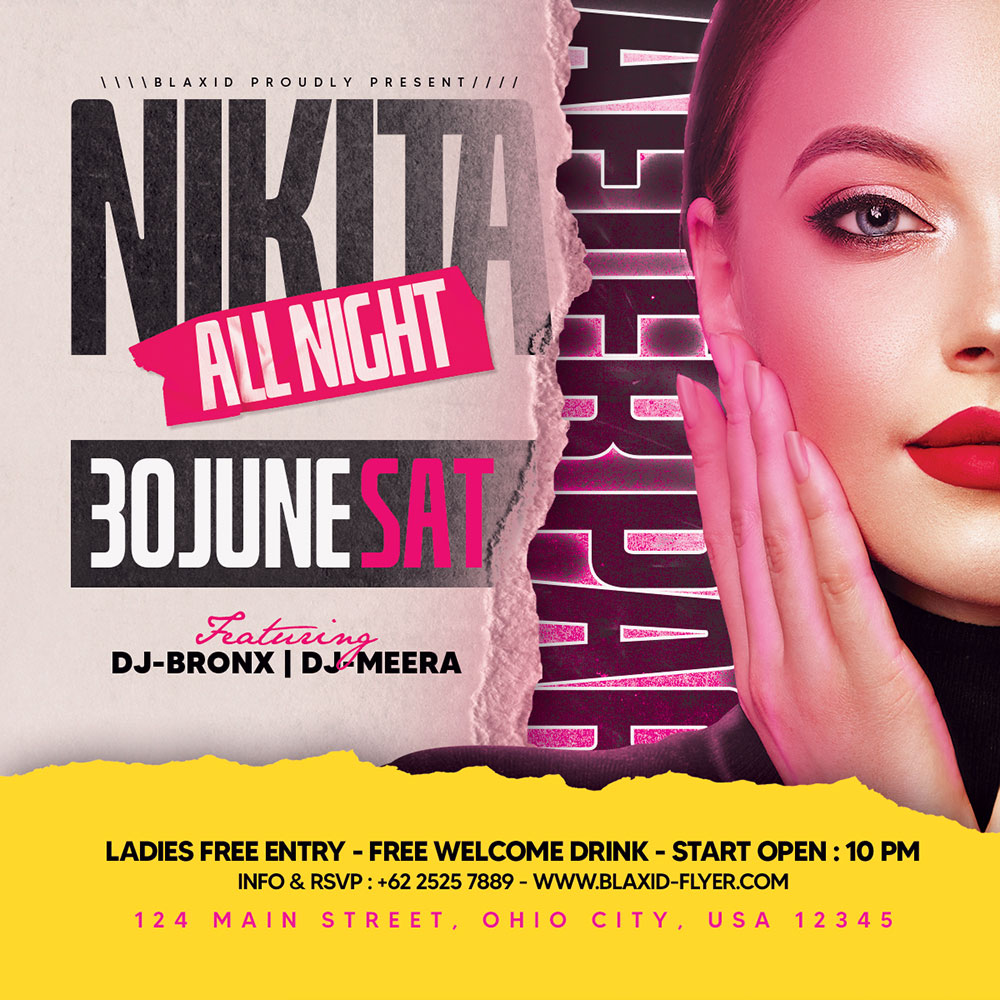 \\\\BLAXID PROUDLY PRESENT////
NIKITA
ALL NIGHT
30JUNE SAT
Featuring
DJ-BRONX | DJ-MEERA
LADIES FREE ENTRY - FREE WELCOME DRINK - START OPEN : 10 PM
INFO & RSVP : +62 2525 7889 - WWW.BLAXID-FLYER.COM
124 MAIN STREET, OHIO CITY, USA 12345